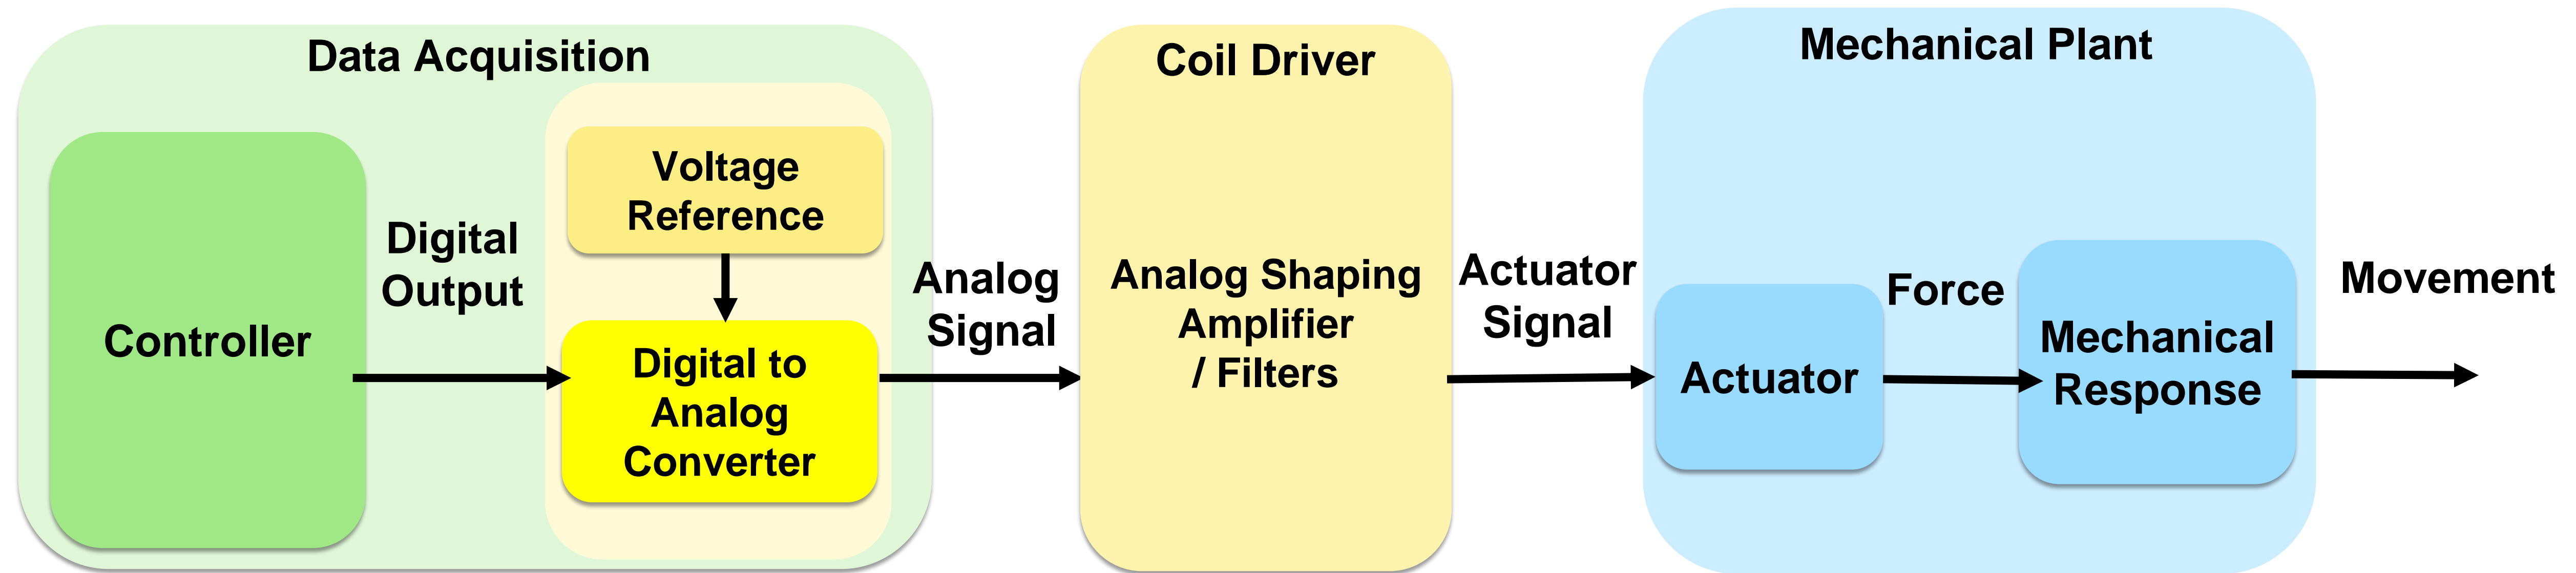 Data Acquisition
Controller
Digital
Output
Voltage
Reference
Digital to
Analog
Converter
Analog
Signal
Coil Driver
Analog Shaping
Amplifier
/ Filters
Actuator
Signal
Mechanical Plant
Actuator
Force
Mechanical
Response
Movement